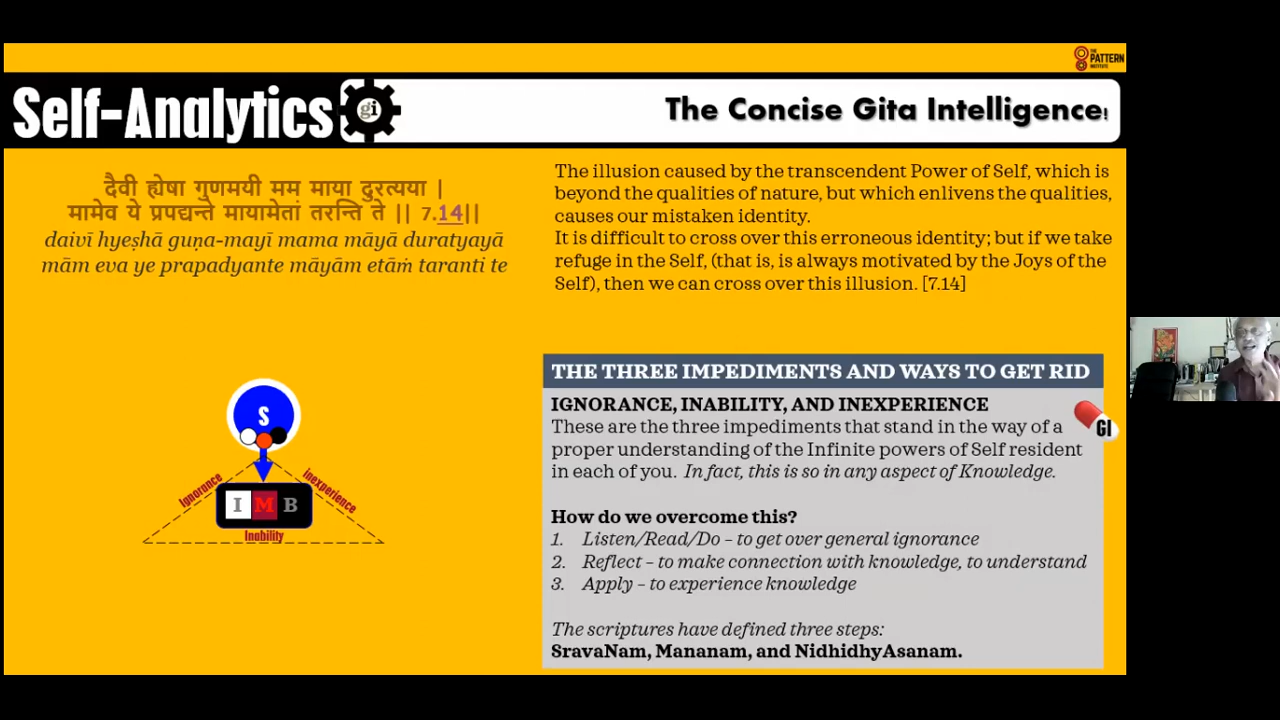 THE
PATTERN
INSTITUTE
Self-Analytics
gi
The Concise Gita Intelligence!
दैवी ह्येषा गुणमयी मम माया दुरत्यया |
मामेव ये प्रपद्यन्ते मायामेतां तरन्ति ते || 7.14||
daivī hyeṣhā guṇa-mayī mama māyā duratyayā
mām eva ye prapadyante māyām etāṁ taranti te
The illusion caused by the transcendent Power of Self, which is
beyond the qualities of nature, but which enlivens the qualities,
causes our mistaken identity.
It is difficult to cross over this erroneous identity; but if we take
refuge in the Self, (that is, is always motivated by the Joys of the
Self), then we can cross over this illusion. [7.14]
S
Ignorance
Inexperience
I M B
Inability
THE THREE IMPEDIMENTS AND WAYS TO GET RID
IGNORANCE, INABILITY, AND INEXPERIENCE
GI
These are the three impediments that stand in the way of a
proper understanding of the Infinite powers of Self resident
in each of you. In fact, this is so in any aspect of Knowledge.
How do we overcome this?
1. Listen/Read/Do – to get over general ignorance
2. Reflect – to make connection with knowledge, to understand
3. Apply – to experience knowledge
The scriptures have defined three steps:
SravaNam, Mananam, and NidhidhyAsanam.